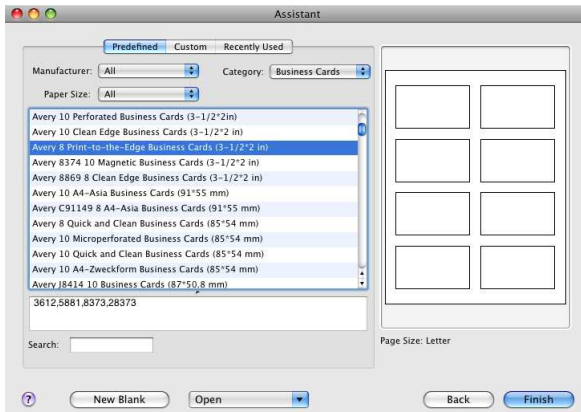 Assistant
Predefined Custom Recently Used
Manufacturer: All Category: Business Cards
Paper Size: All
Avery 10 Perforated Business Cards (3-1/2*2in)
Avery 10 Clean Edge Business Cards (3-1/2*2 in)
Avery 8 Print-to-the-Edge Business Cards (3-1/2*2 in)
Avery 8374 10 Magnetic Business Cards (3-1/2*2 in)
Avery 8869 8 Clean Edge Business Cards (3-1/2*2 in)
Avery 10 A4-Asia Business Cards (91*55 mm)
Avery C91149 8 A4-Asia Business Cards (91*55 mm)
Avery 8 Quick and Clean Business Cards (85*54 mm)
Avery 10 Microperforated Business Cards (85*54 mm)
Avery 10 Quick and Clean Business Cards (85*54 mm)
Avery 10 A4-Zweckform Business Cards (85*54 mm)
Avery J8414 10 Business Cards (87*50,8 mm)
3612,5881,8373,28373
Search:
Page Size: Letter
? New Blank Open Back Finish